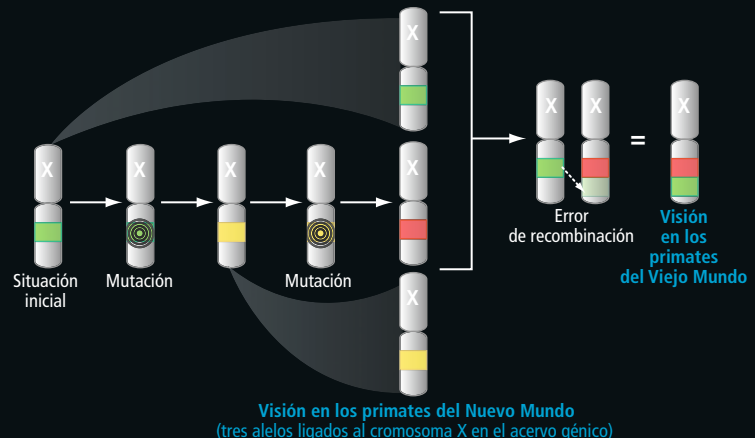 X
X
X
X
X
X
X
X
X
X
=
Situación
inicial
Mutación
Mutación
Error
de recombinación
Visión
en los
primates
del Viejo Mundo
Visión en los primates del Nuevo Mundo
(tres alelos ligados al cromosoma X en el acervo génico)